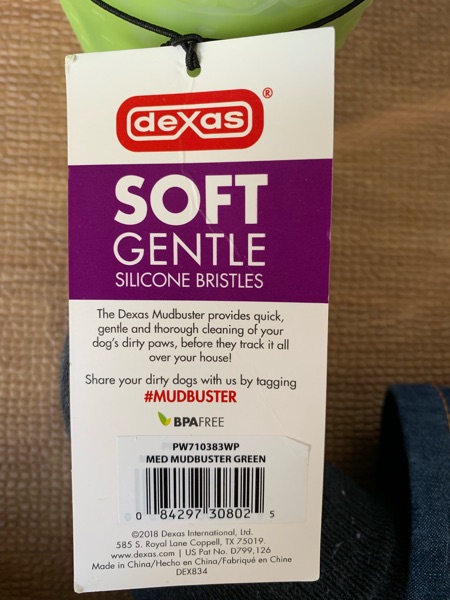 dexas®
SOFT
GENTLE
SILICONE BRISTLES
The Dexas Mudbuster provides quick,
gentle and thorough cleaning of your
dog's dirty paws, before they track it all
over your house!
Share your dirty dogs with us by tagging
#MUDBUSTER
BPAFREE
PW710383WP
MED MUDBUSTER GREEN
0 84297 30802 5
©2018 Dexas International, Ltd.
585 S. Royal Lane Coppell, TX 75019.
www.dexas.com | US Pat No. D799,126
Made in China/Hecho en China/Fabriqué en Chine
DEX834